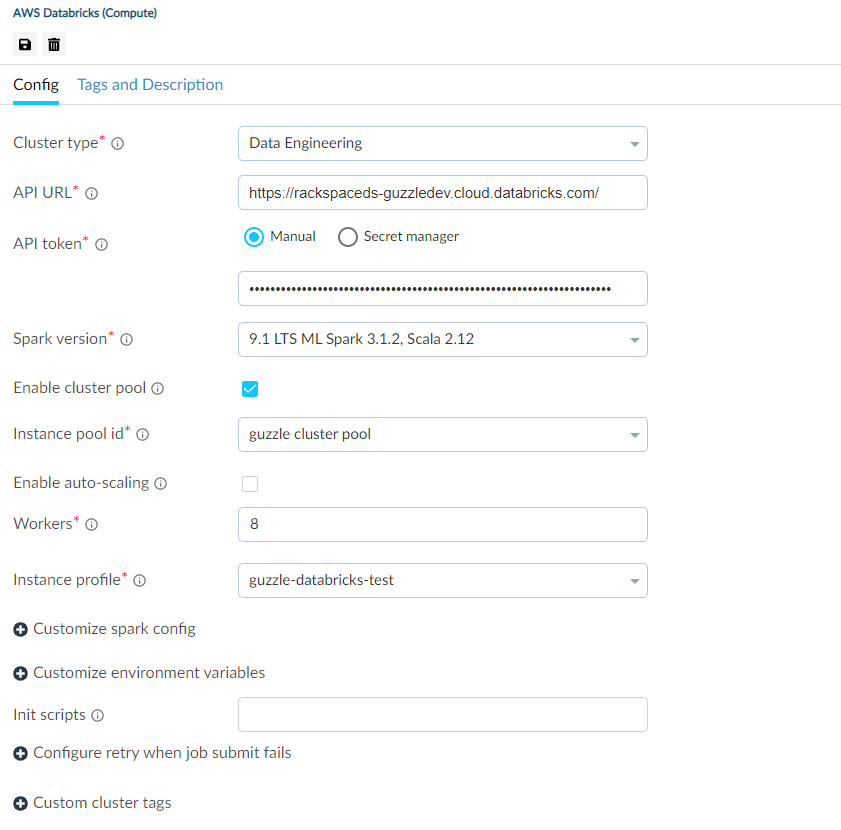 AWS Databricks (Compute)
Config Tags and Description
Cluster type* Data Engineering
API URL* https://rackspaceds-guzzledev.cloud.databricks.com/
API token* Manual Secret manager
••••••••••••••••••••••••••••••••••••••••••••••••••••••••••••••••••••••
Spark version* 9.1 LTS ML Spark 3.1.2, Scala 2.12
Enable cluster pool
Instance pool id* guzzle cluster pool
Enable auto-scaling
Workers* 8
Instance profile* guzzle-databricks-test
Customize spark config
Customize environment variables
Init scripts
Configure retry when job submit fails
Custom cluster tags